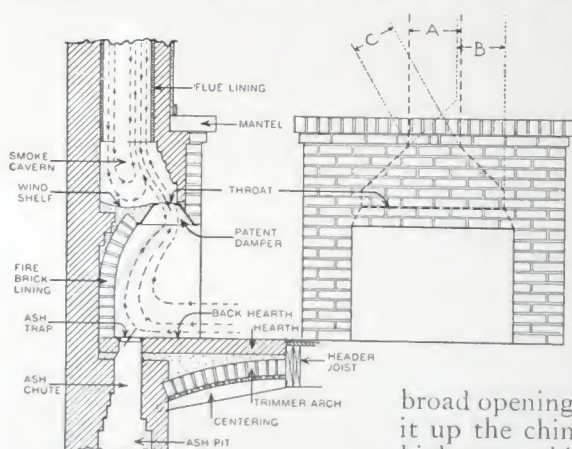 C
A
B
FLUE LINING
MANTEL
SMOKE
CAVERN
WIND
SHELF
THROAT
PATENT
DAMPER
FIRE
BRICK
LINING
ASH
TRAP
BACK HEARTH
HEARTH
HEADER
JOIST
ASH
CHUTE
TRIMMER ARCH
CENTERING
ASH PIT
broad opening
it up the chim